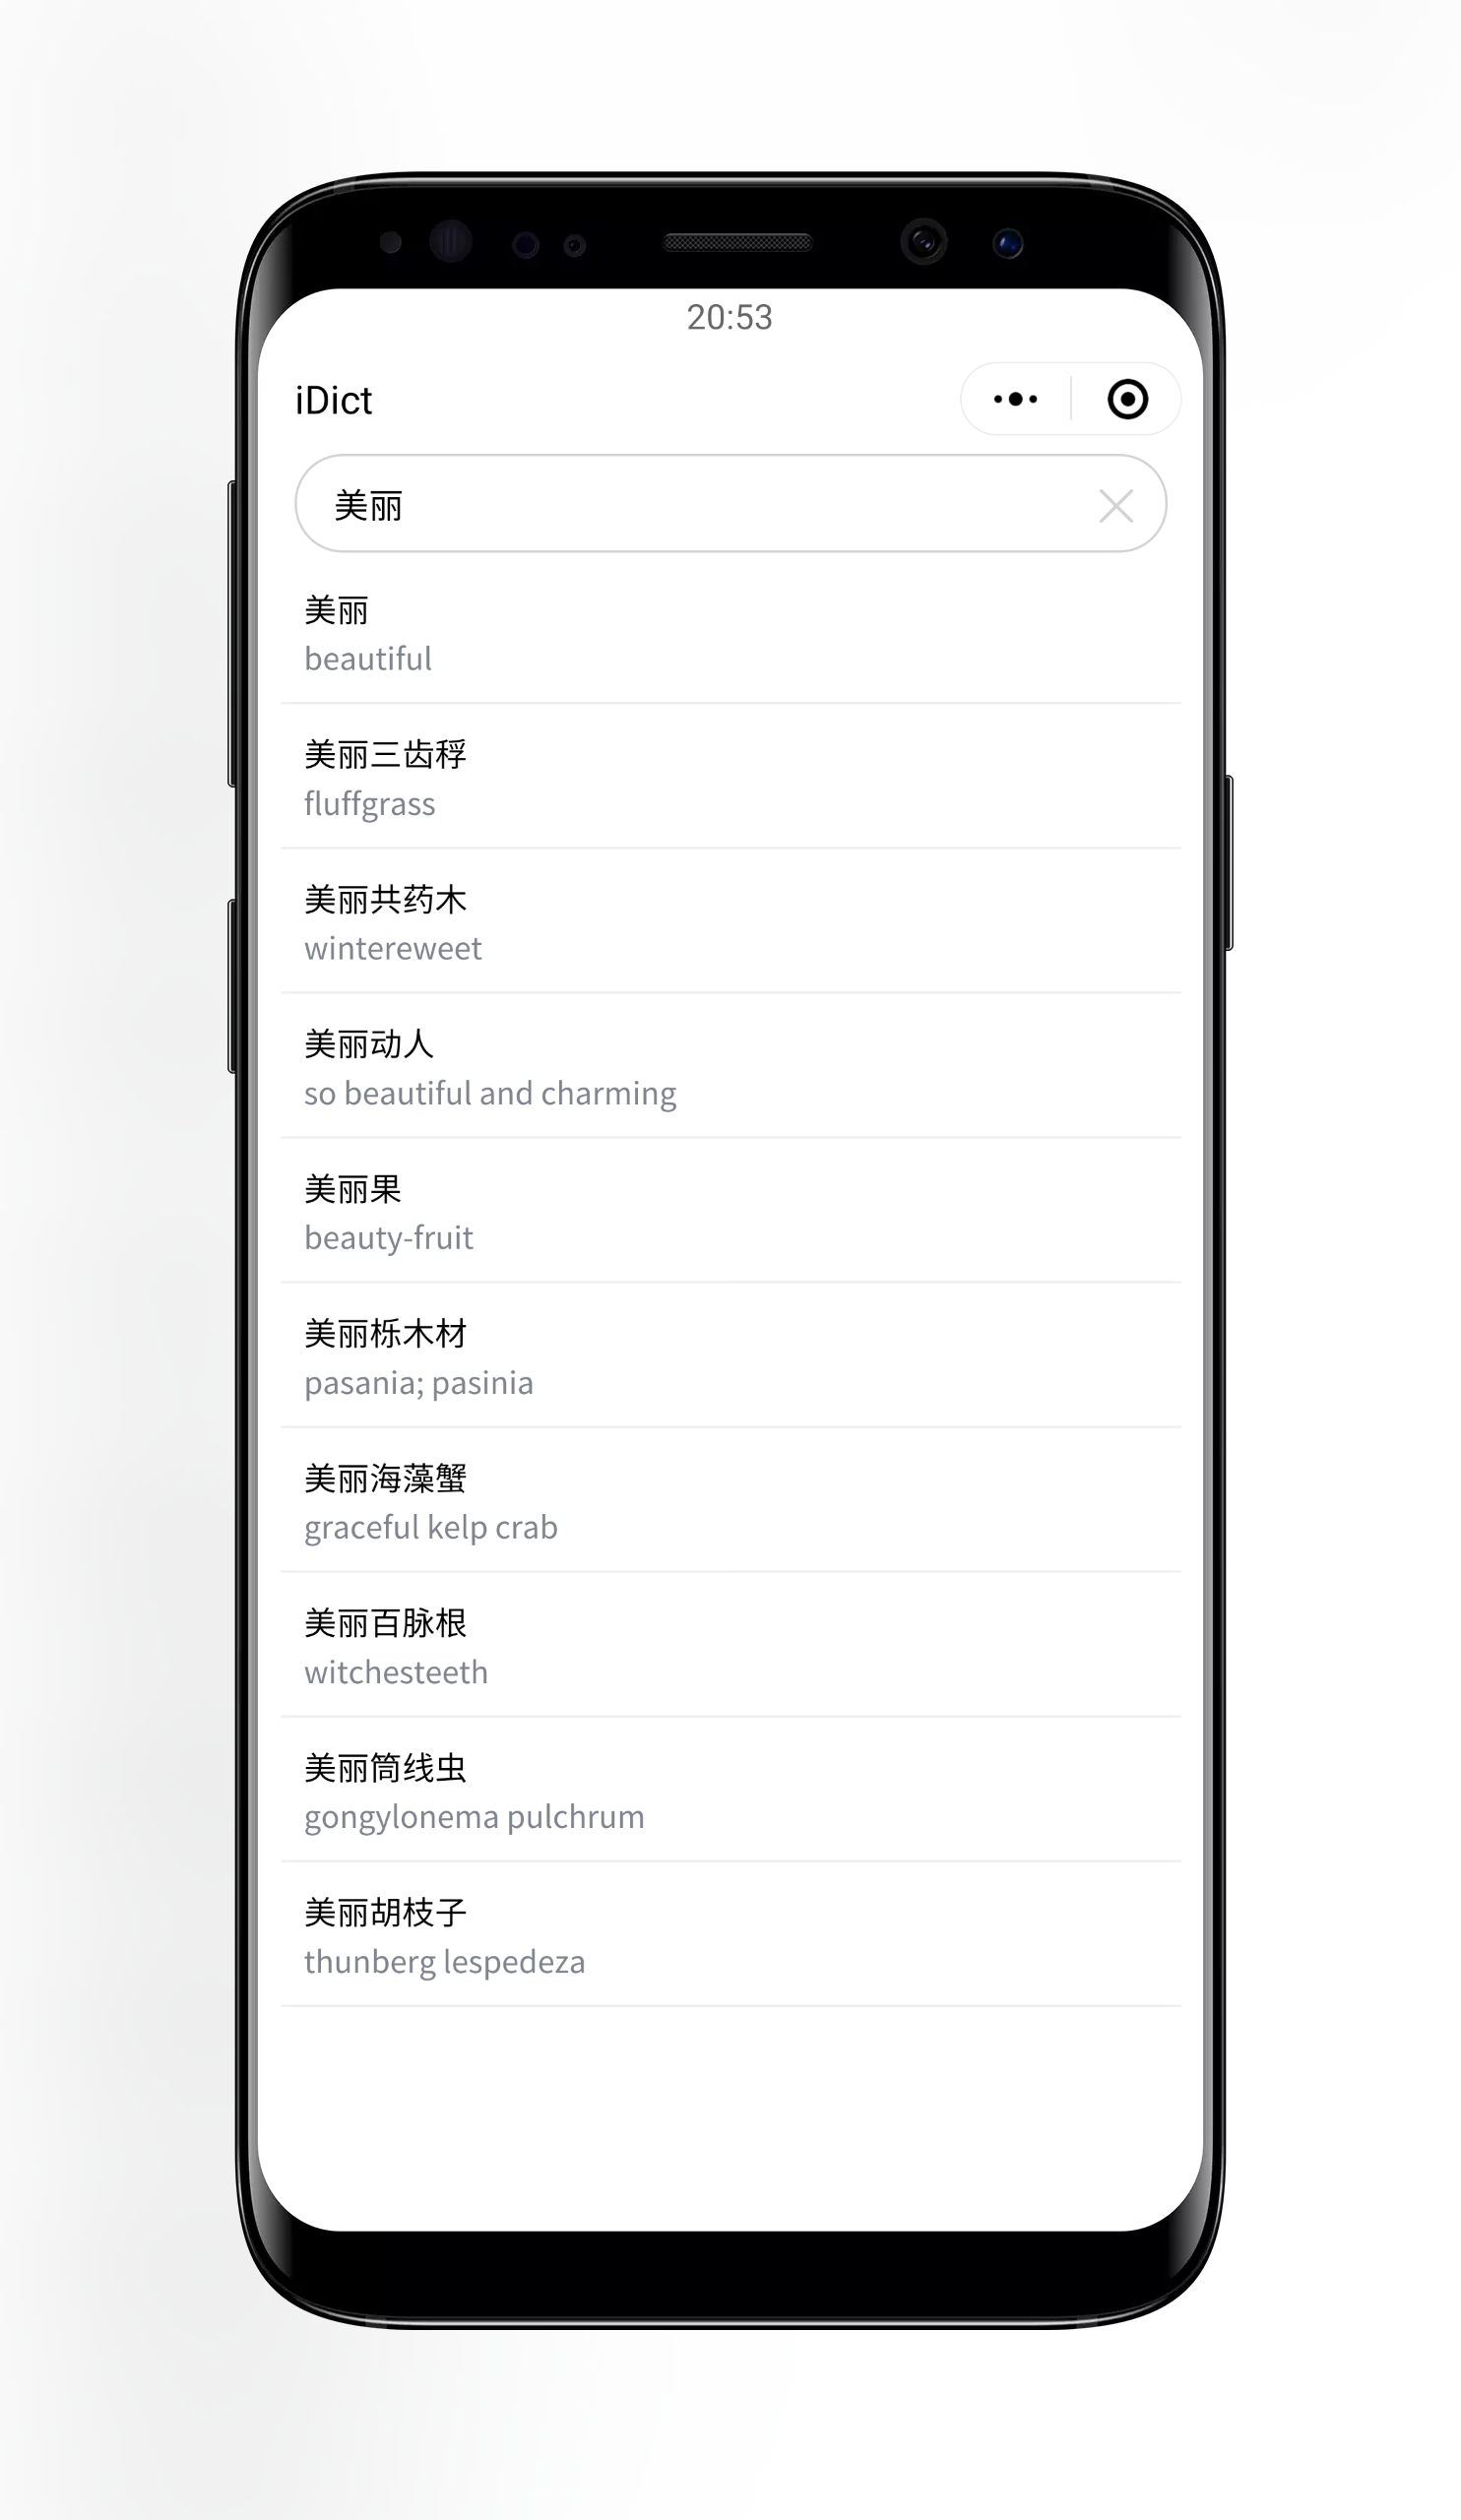 20:53
iDict
美丽
美丽
beautiful
美丽三齿稃
fluffgrass
美丽共药木
wintereweet
美丽动人
so beautiful and charming
美丽果
beauty-fruit
美丽栎木材
pasania; pasinia
美丽海藻蟹
graceful kelp crab
美丽百脉根
witchesteeth
美丽筒线虫
gongylonema pulchrum
美丽胡枝子
thunberg lespedeza